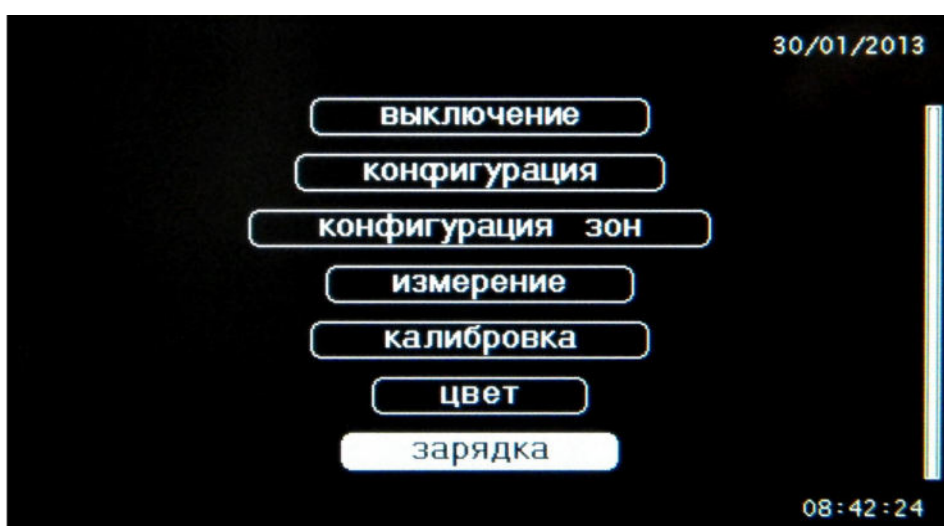 30/01/2013
выключение
конфигурация
конфигурация зон
измерение
калибровка
цвет
зарядка
08:42:24